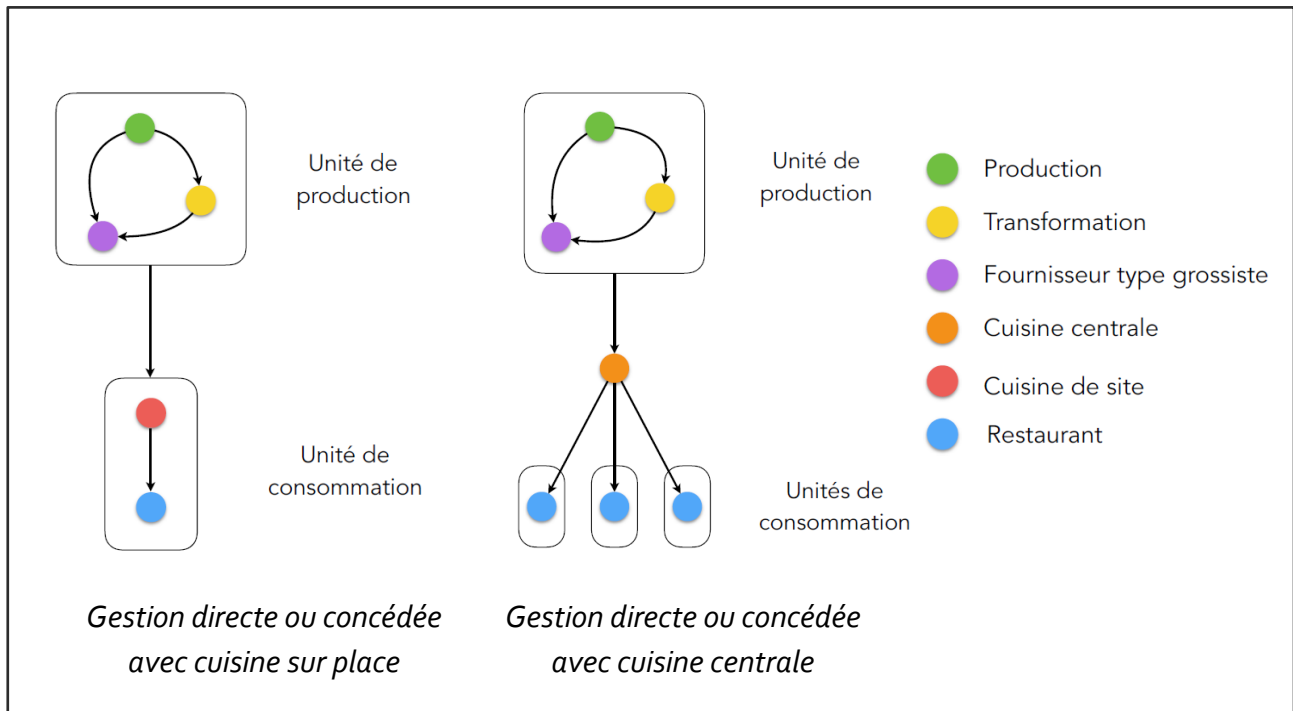 Unité de
production
Unité de
consommation
Gestion directe ou concédée
avec cuisine sur place
Unité de
production
Unités de
consommation
Gestion directe ou concédée
avec cuisine centrale
Production
Transformation
Fournisseur type grossiste
Cuisine centrale
Cuisine de site
Restaurant